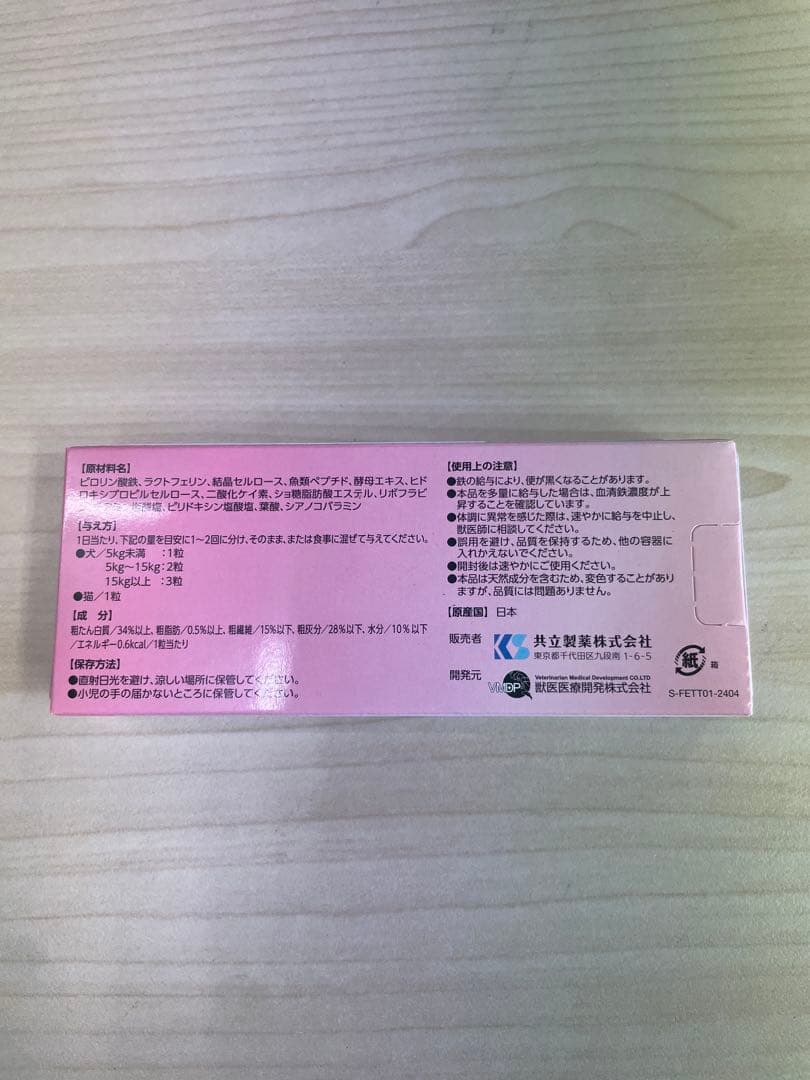 【原材料名】
ピロリン酸鉄、ラクトフェリン、結晶セルロース、魚類ペプチド、酵母エキス、ヒド
ロキシプロピルセルロース、二酸化ケイ素、ショ糖脂肪酸エステル、リボフラビ
塩酸塩、ピリドキシン塩酸塩、葉酸、シアノコバラミン
【与え方】
1日当たり、下記の量を目安に1〜2回に分け、そのまま、または食事に混ぜて与えてください。
●犬/5kg未満 :1粒
5kg〜15kg:2粒
15kg以上 :3粒
●猫/1粒
【成 分】
粗たん白質/34%以上、粗脂肪/0.5%以上、粗繊維/15%以下、粗灰分/28%以下、水分/10%以下
/エネルギー0.6kcal/1粒当たり
【保存方法】
●直射日光を避け、涼しい場所に保管してください。
●小児の手の届かないところに保管してください。
【使用上の注意】
●鉄の給与により、便が黒くなることがあります。
●本品を多量に給与した場合は、血清鉄濃度が上
昇することを確認しています。
●体調に異常を感じた際は、速やかに給与を中止し、
獣医師に相談してください。
●誤用を避け、品質を保持するため、他の容器に
入れかえないでください。
●開封後は速やかにご使用ください。
●本品は天然成分を含むため、変色することがあり
ますが、品質には問題ありません。
【原産国】日本
販売者 KS 共立製薬株式会社
東京都千代田区九段南1-6-5
開発元 VMDP Veterinarian Medical Development CO.LTD
獣医医療開発株式会社
紙 箱
S-FETT01-2404